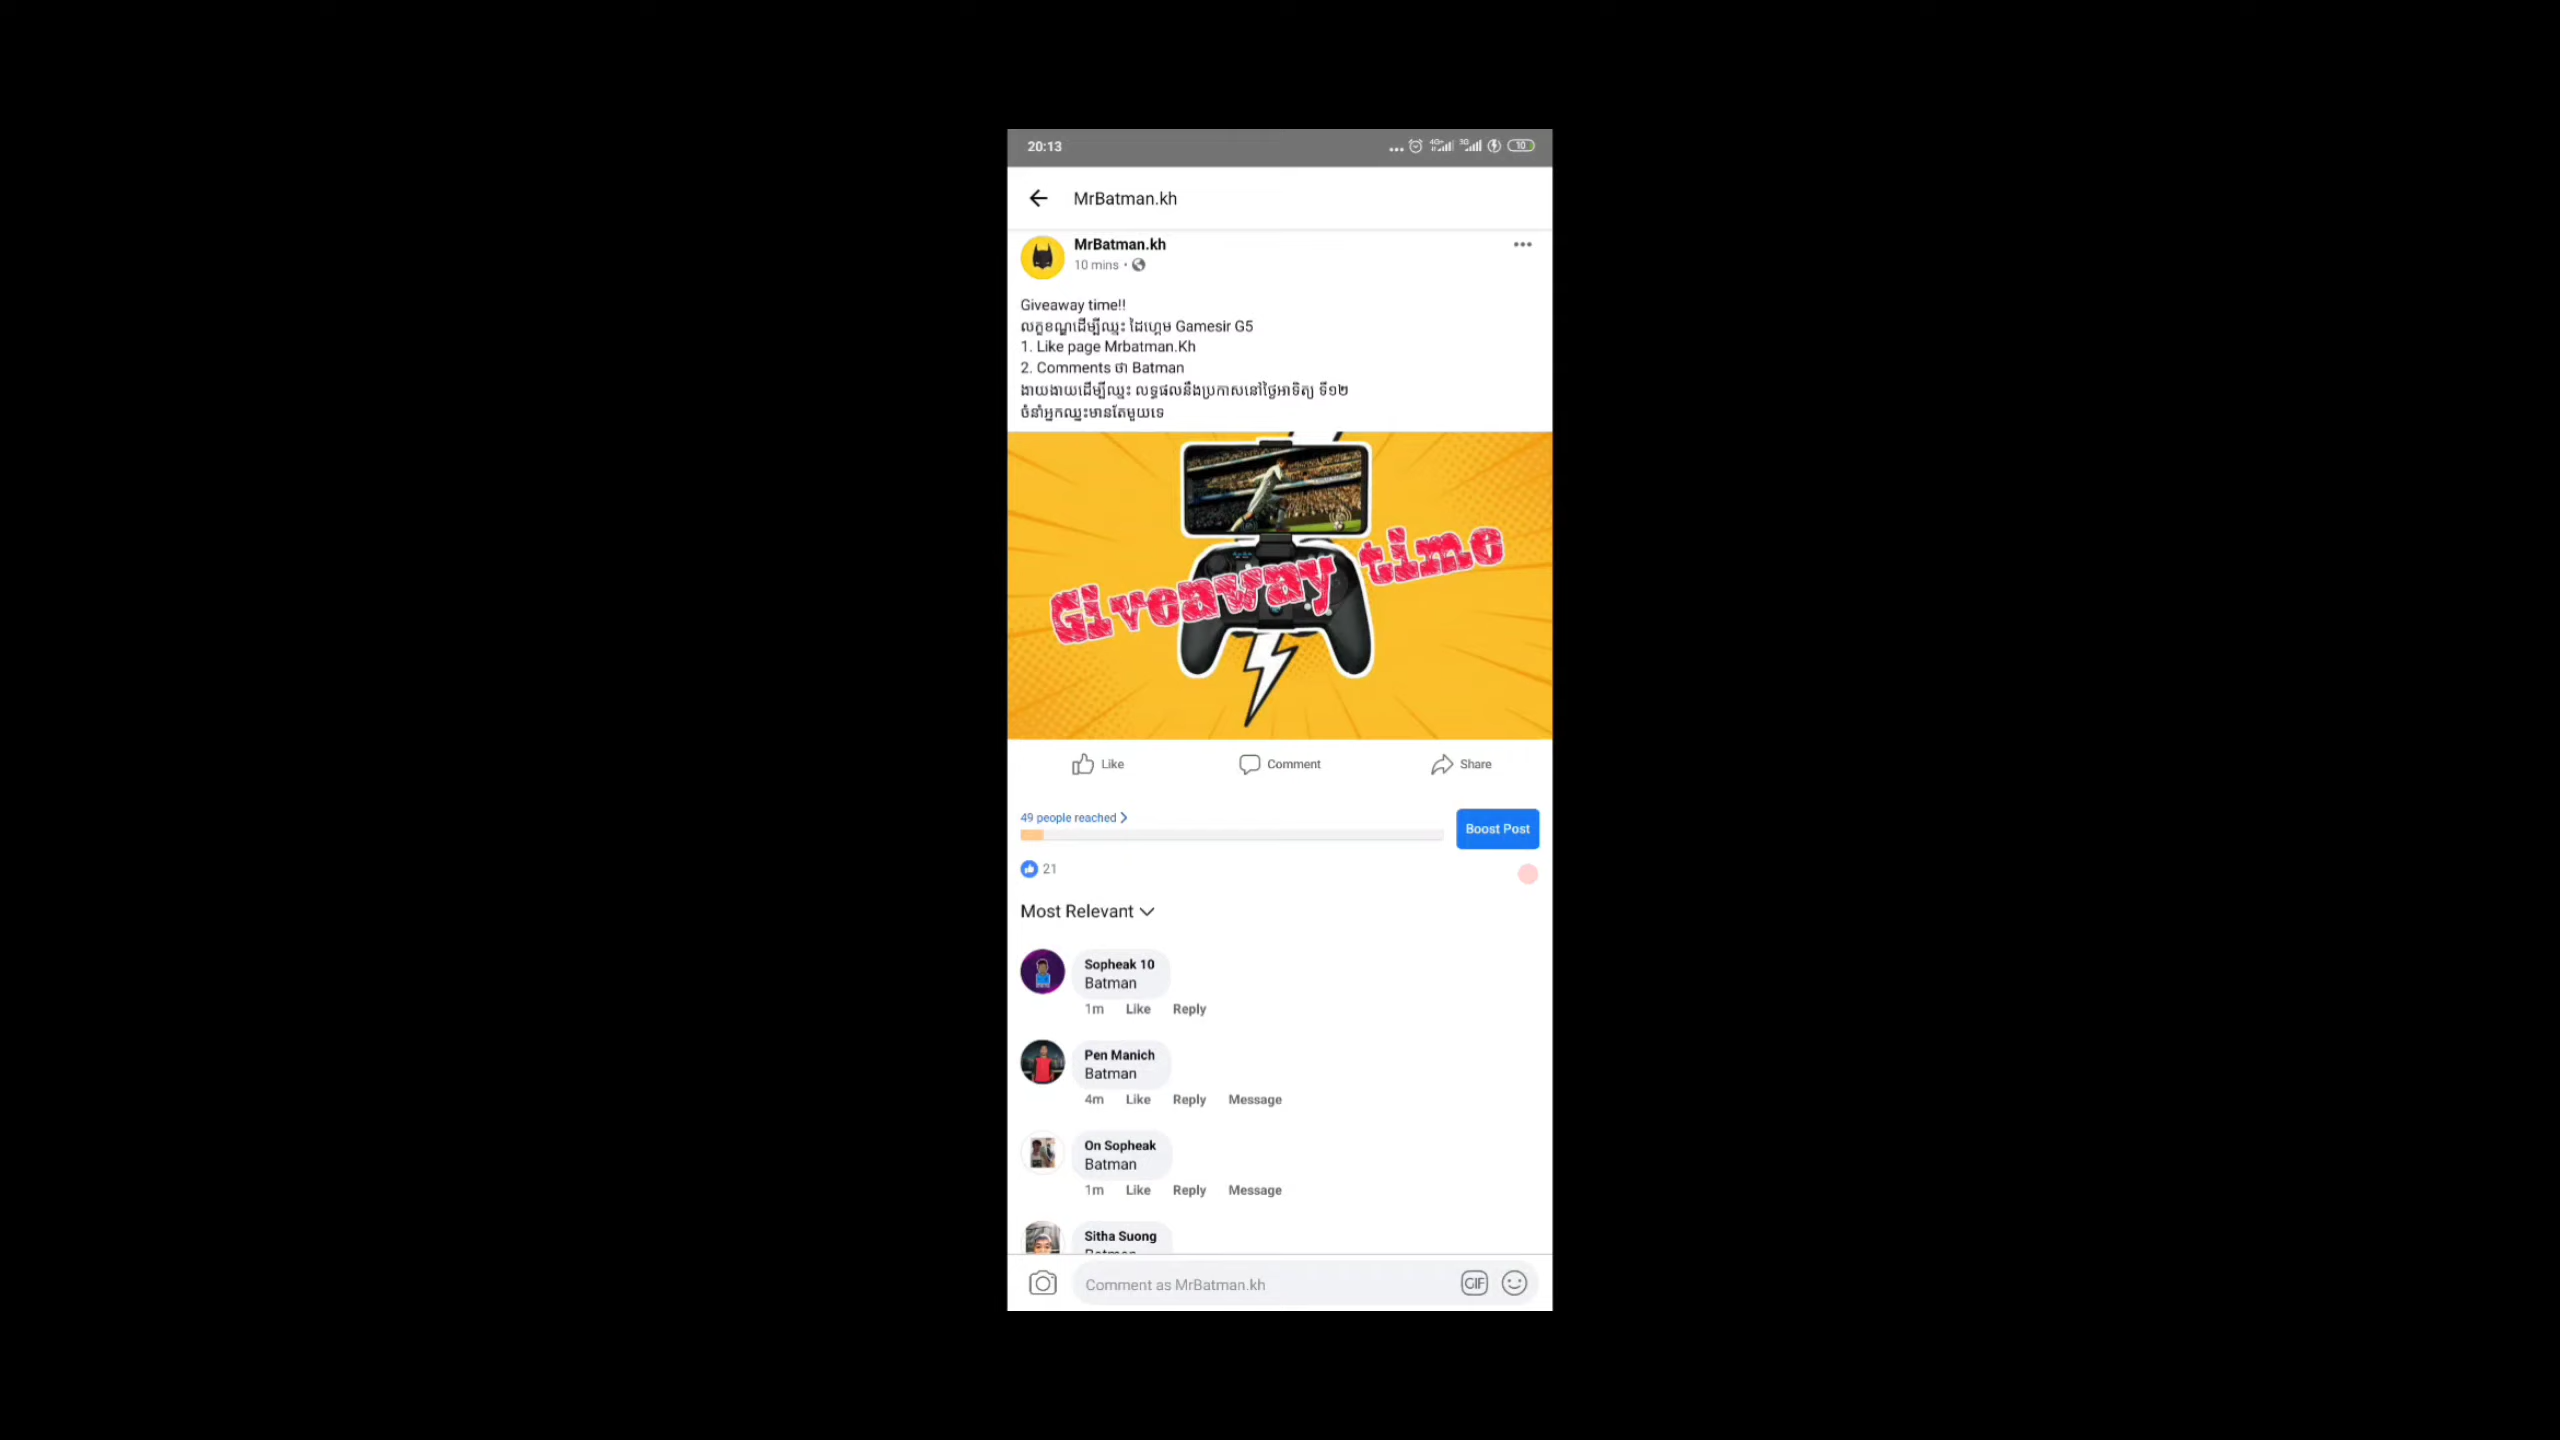 20:13
4G+ 3G 10
MrBatman.kh
MrBatman.kh
10 mins •
Giveaway time!!
លក្ខខណ្ឌដើម្បីឈ្នះ ដៃហ្គេម Gamesir G5
1. Like page Mrbatman.Kh
2. Comments ថា Batman
ងាយងាយដើម្បីឈ្នះ លទ្ធផលនឹងប្រកាសនៅថ្ងៃអាទិត្យ ទី១២
ចំនាំអ្នកឈ្នះមានតែមួយទេ
Giveaway time
Like Comment Share
49 people reached
Boost Post
21
Most Relevant
Sopheak 10
Batman
1m Like Reply
Pen Manich
Batman
4m Like Reply Message
On Sopheak
Batman
1m Like Reply Message
Sitha Suong
Batman
Comment as MrBatman.kh GIF